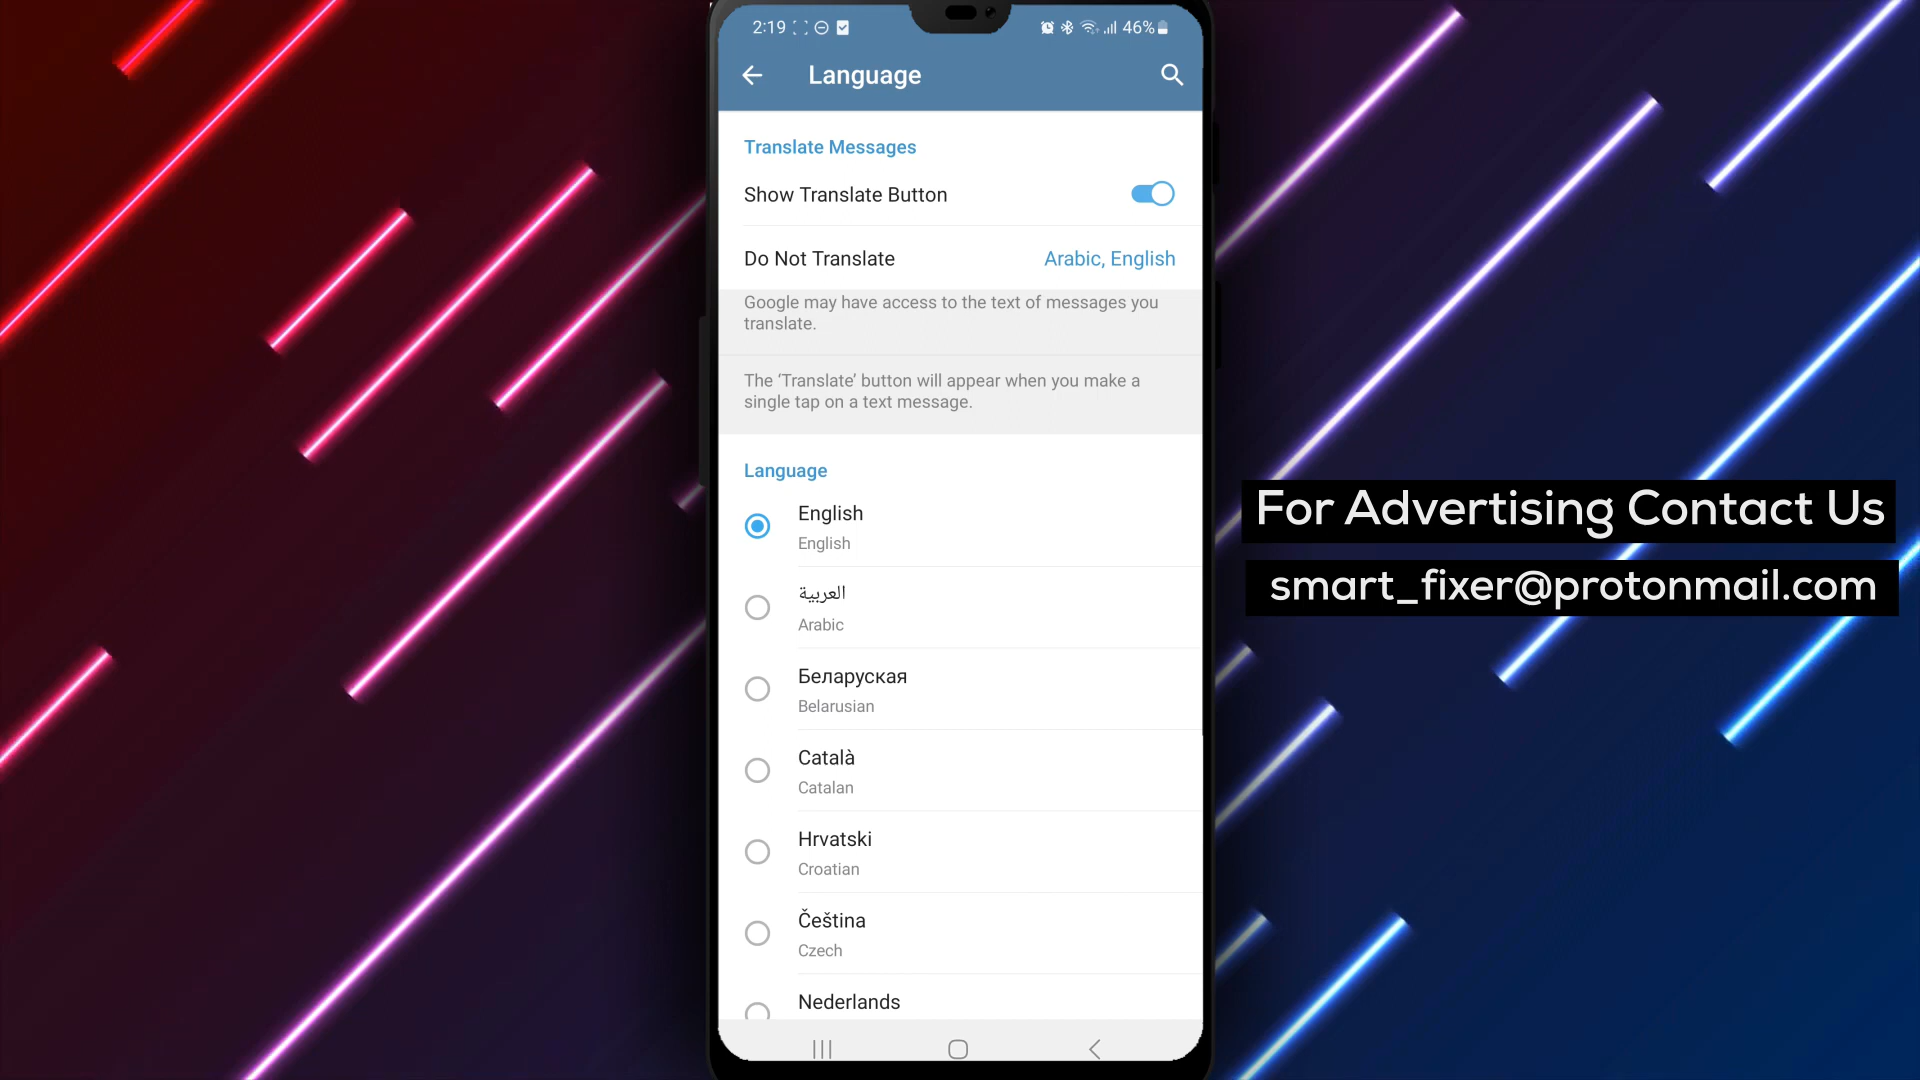 2:19 46%
Language
Translate Messages
Show Translate Button
Do Not Translate Arabic, English
Google may have access to the text of messages you
translate.
The ‘Translate’ button will appear when you make a
single tap on a text message.
Language
English
English
العربية
Arabic
Беларуская
Belarusian
Català
Catalan
Hrvatski
Croatian
Čeština
Czech
Nederlands
For Advertising Contact Us
smart_fixer@protonmail.com